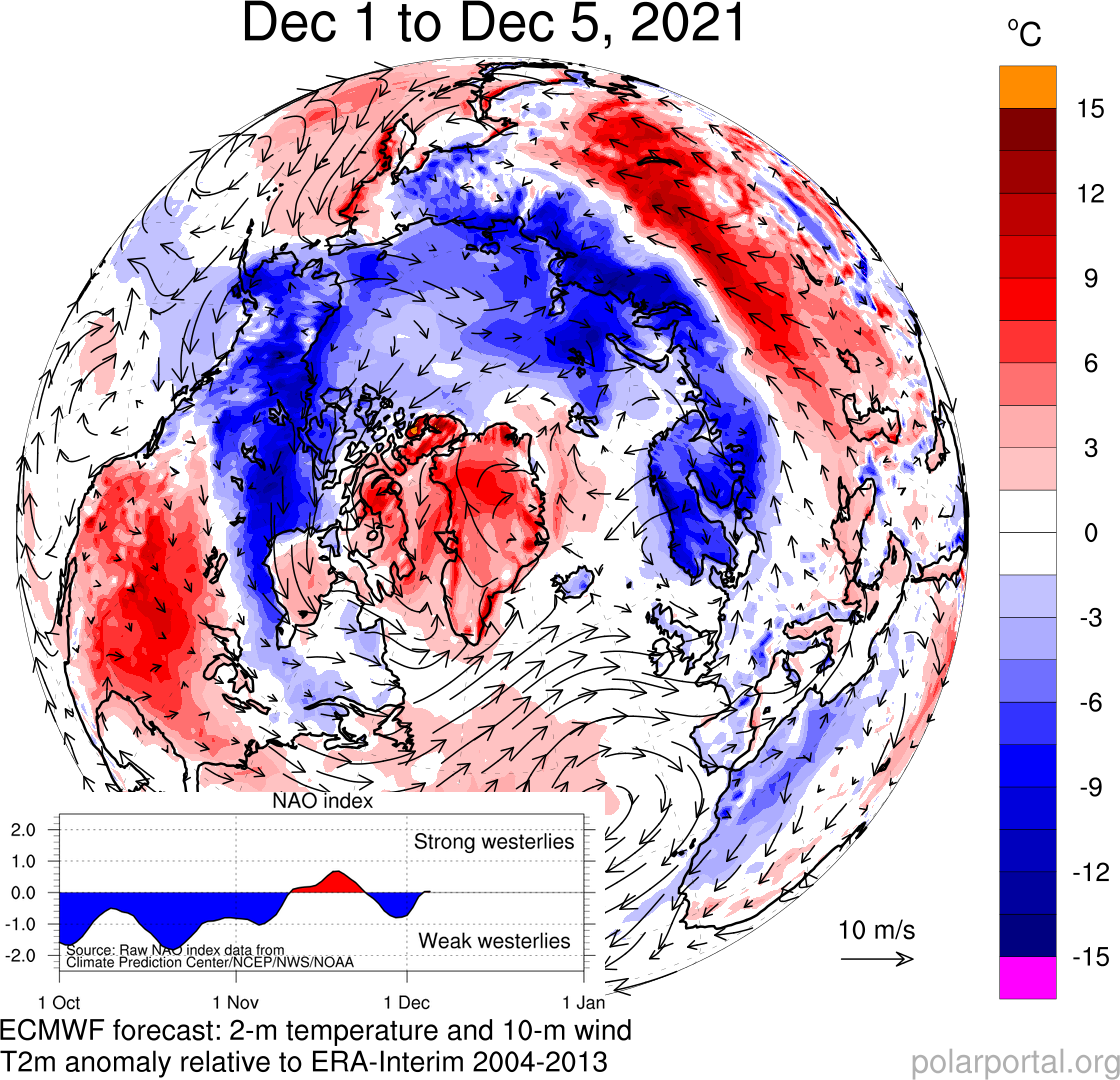 Dec 1 to Dec 5, 2021
°C
15
12
9
6
3
0
-3
-6
-9
-12
-15
NAO index
2.0
1.0
0.0
-1.0
-2.0
Strong westerlies
Weak westerlies
Source: Raw NAO index data from
Climate Prediction Center/NCEP/NWS/NOAA
1 Oct
1 Nov
1 Dec
1 Jan
10 m/s
ECMWF forecast: 2-m temperature and 10-m wind
T2m anomaly relative to ERA-Interim 2004-2013
polarportal.org